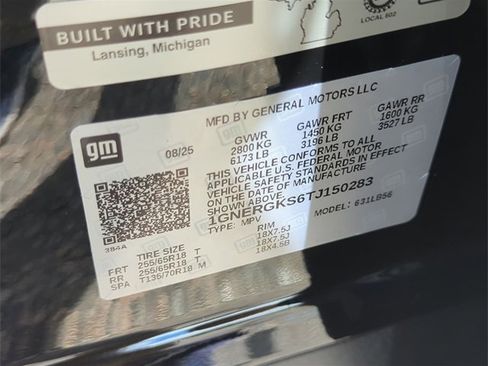 BUILT WITH PRIDE
Lansing, Michigan
LOCAL 602
gm
08/25
MFD BY GENERAL MOTORS LLC
GVWR GAWR FRT GAWR RR
2800 KG 1450 KG 1600 KG
6173 LB 3196 LB 3527 LB
THIS VEHICLE CONFORMS TO ALL
APPLICABLE U.S. FEDERAL MOTOR
VEHICLE SAFETY STANDARDS IN EFFECT
ON THE DATE OF MANUFACTURE
1GNERGKS6TJ150283
TYPE: MPV MODEL: 631LB56
384A
TIRE SIZE RIM
FRT 255/65R18 T 18X7.5J
RR 255/65R18 T 18X7.5J
SPA T135/70R18 M 18X4.5B